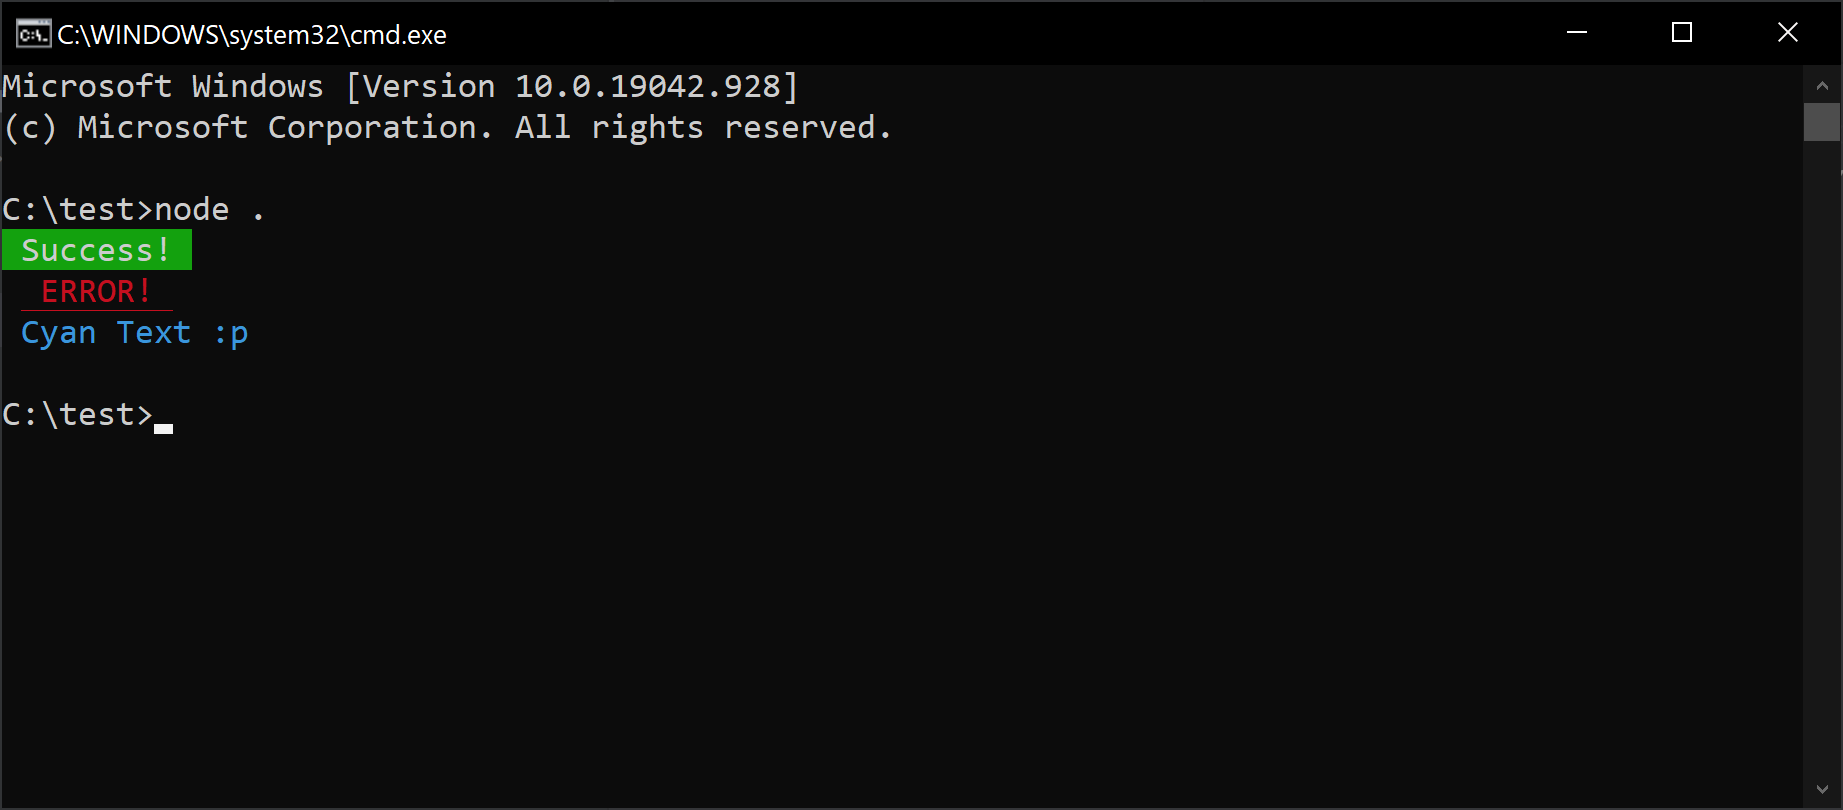 C:\WINDOWS\system32\cmd.exe
Microsoft Windows [Version 10.0.19042.928]
(c) Microsoft Corporation. All rights reserved.
C:\test>node .
Success!
ERROR!
Cyan Text :p
C:\test>